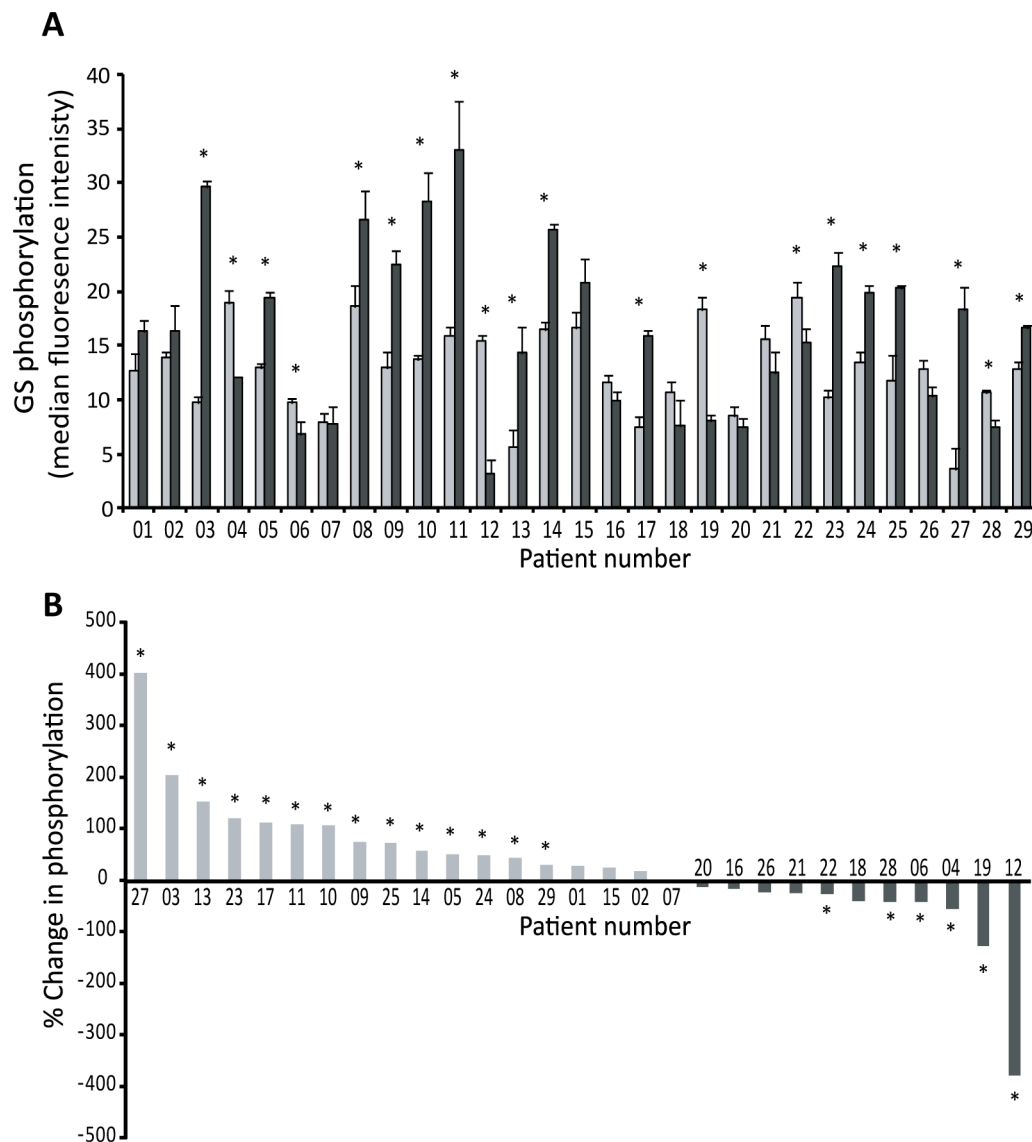 A
GS phosphorylation
(median fluoresence intenisty)
40
35
30
25
20
15
10
5
0
* * * * * * * * * * * * * * * * * * * *
01 02 03 04 05 06 07 08 09 10 11 12 13 14 15 16 17 18 19 20 21 22 23 24 25 26 27 28 29
Patient number
B
% Change in phosphorylation
500
400
300
200
100
0
-100
-200
-300
-400
-500
* * * * * * * * * * * * * *
20 16 26 21 22 18 28 06 04 19 12
27 03 13 23 17 11 10 09 25 14 05 24 08 29 01 15 02 07
* * * * * *
Patient number